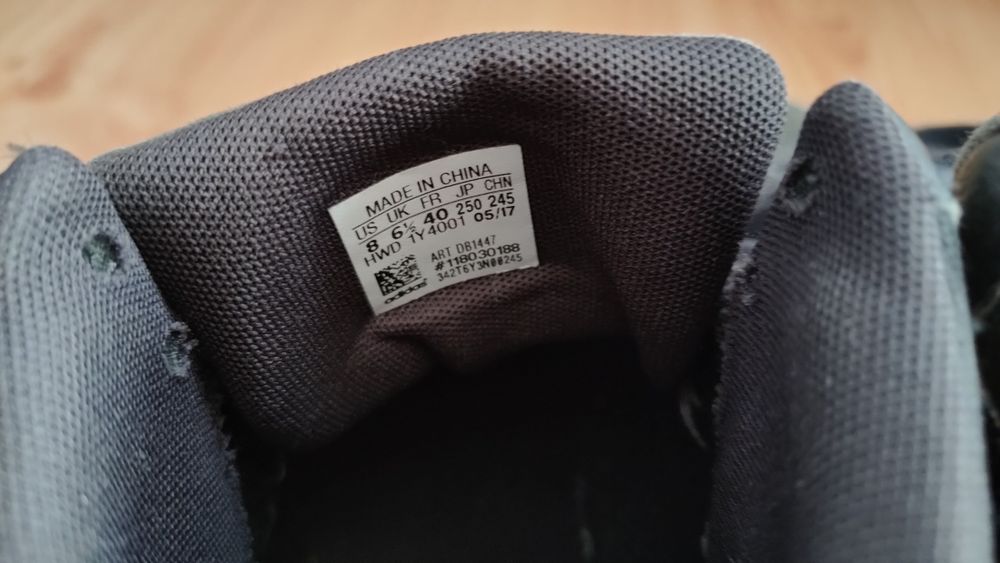 MADE IN CHINA
US UK FR JP CHN
8 6½ 40 250 245
HWD 1Y4001 05/17
ART DB1447
#118030188
342T6Y3N00245
adidas